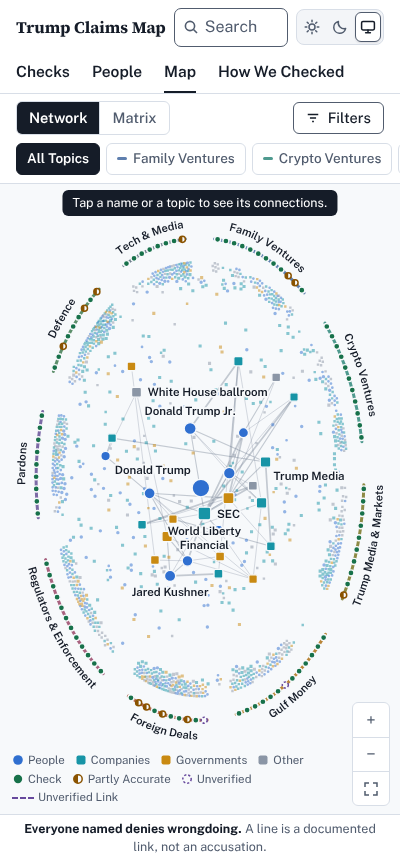 Trump Claims Map
Search
Checks People Map How We Checked
Network Matrix Filters
All Topics Family Ventures Crypto Ventures
Tap a name or a topic to see its connections.
Tech & Media
Family Ventures
Defence
Crypto Ventures
White House ballroom
Donald Trump Jr.
Pardons
Donald Trump
Trump Media
SEC
Trump Media & Markets
World Liberty
Financial
Regulators & Enforcement
Jared Kushner
Gulf Money
Foreign Deals
People Companies Governments Other
Check Partly Accurate Unverified
Unverified Link
Everyone named denies wrongdoing. A line is a documented
link, not an accusation.